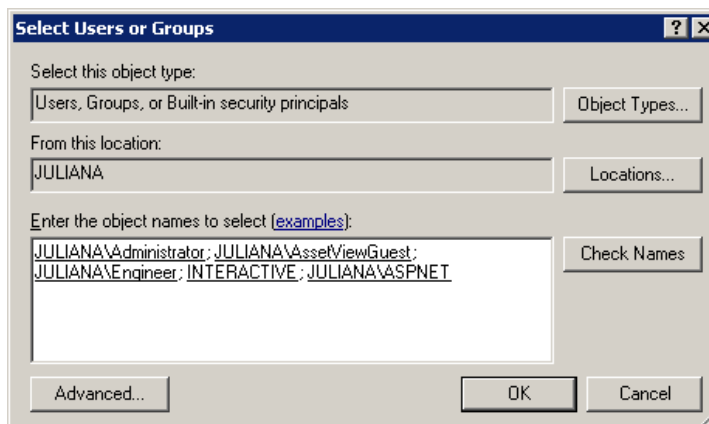 Select Users or Groups
Select this object type:
Users, Groups, or Built-in security principals
Object Types...
From this location:
JULIANA
Locations...
Enter the object names to select (examples):
JULIANA\Administrator; JULIANA\AssetViewGuest;
JULIANA\Engineer; INTERACTIVE; JULIANA\ASPNET
Check Names
Advanced...
OK
Cancel